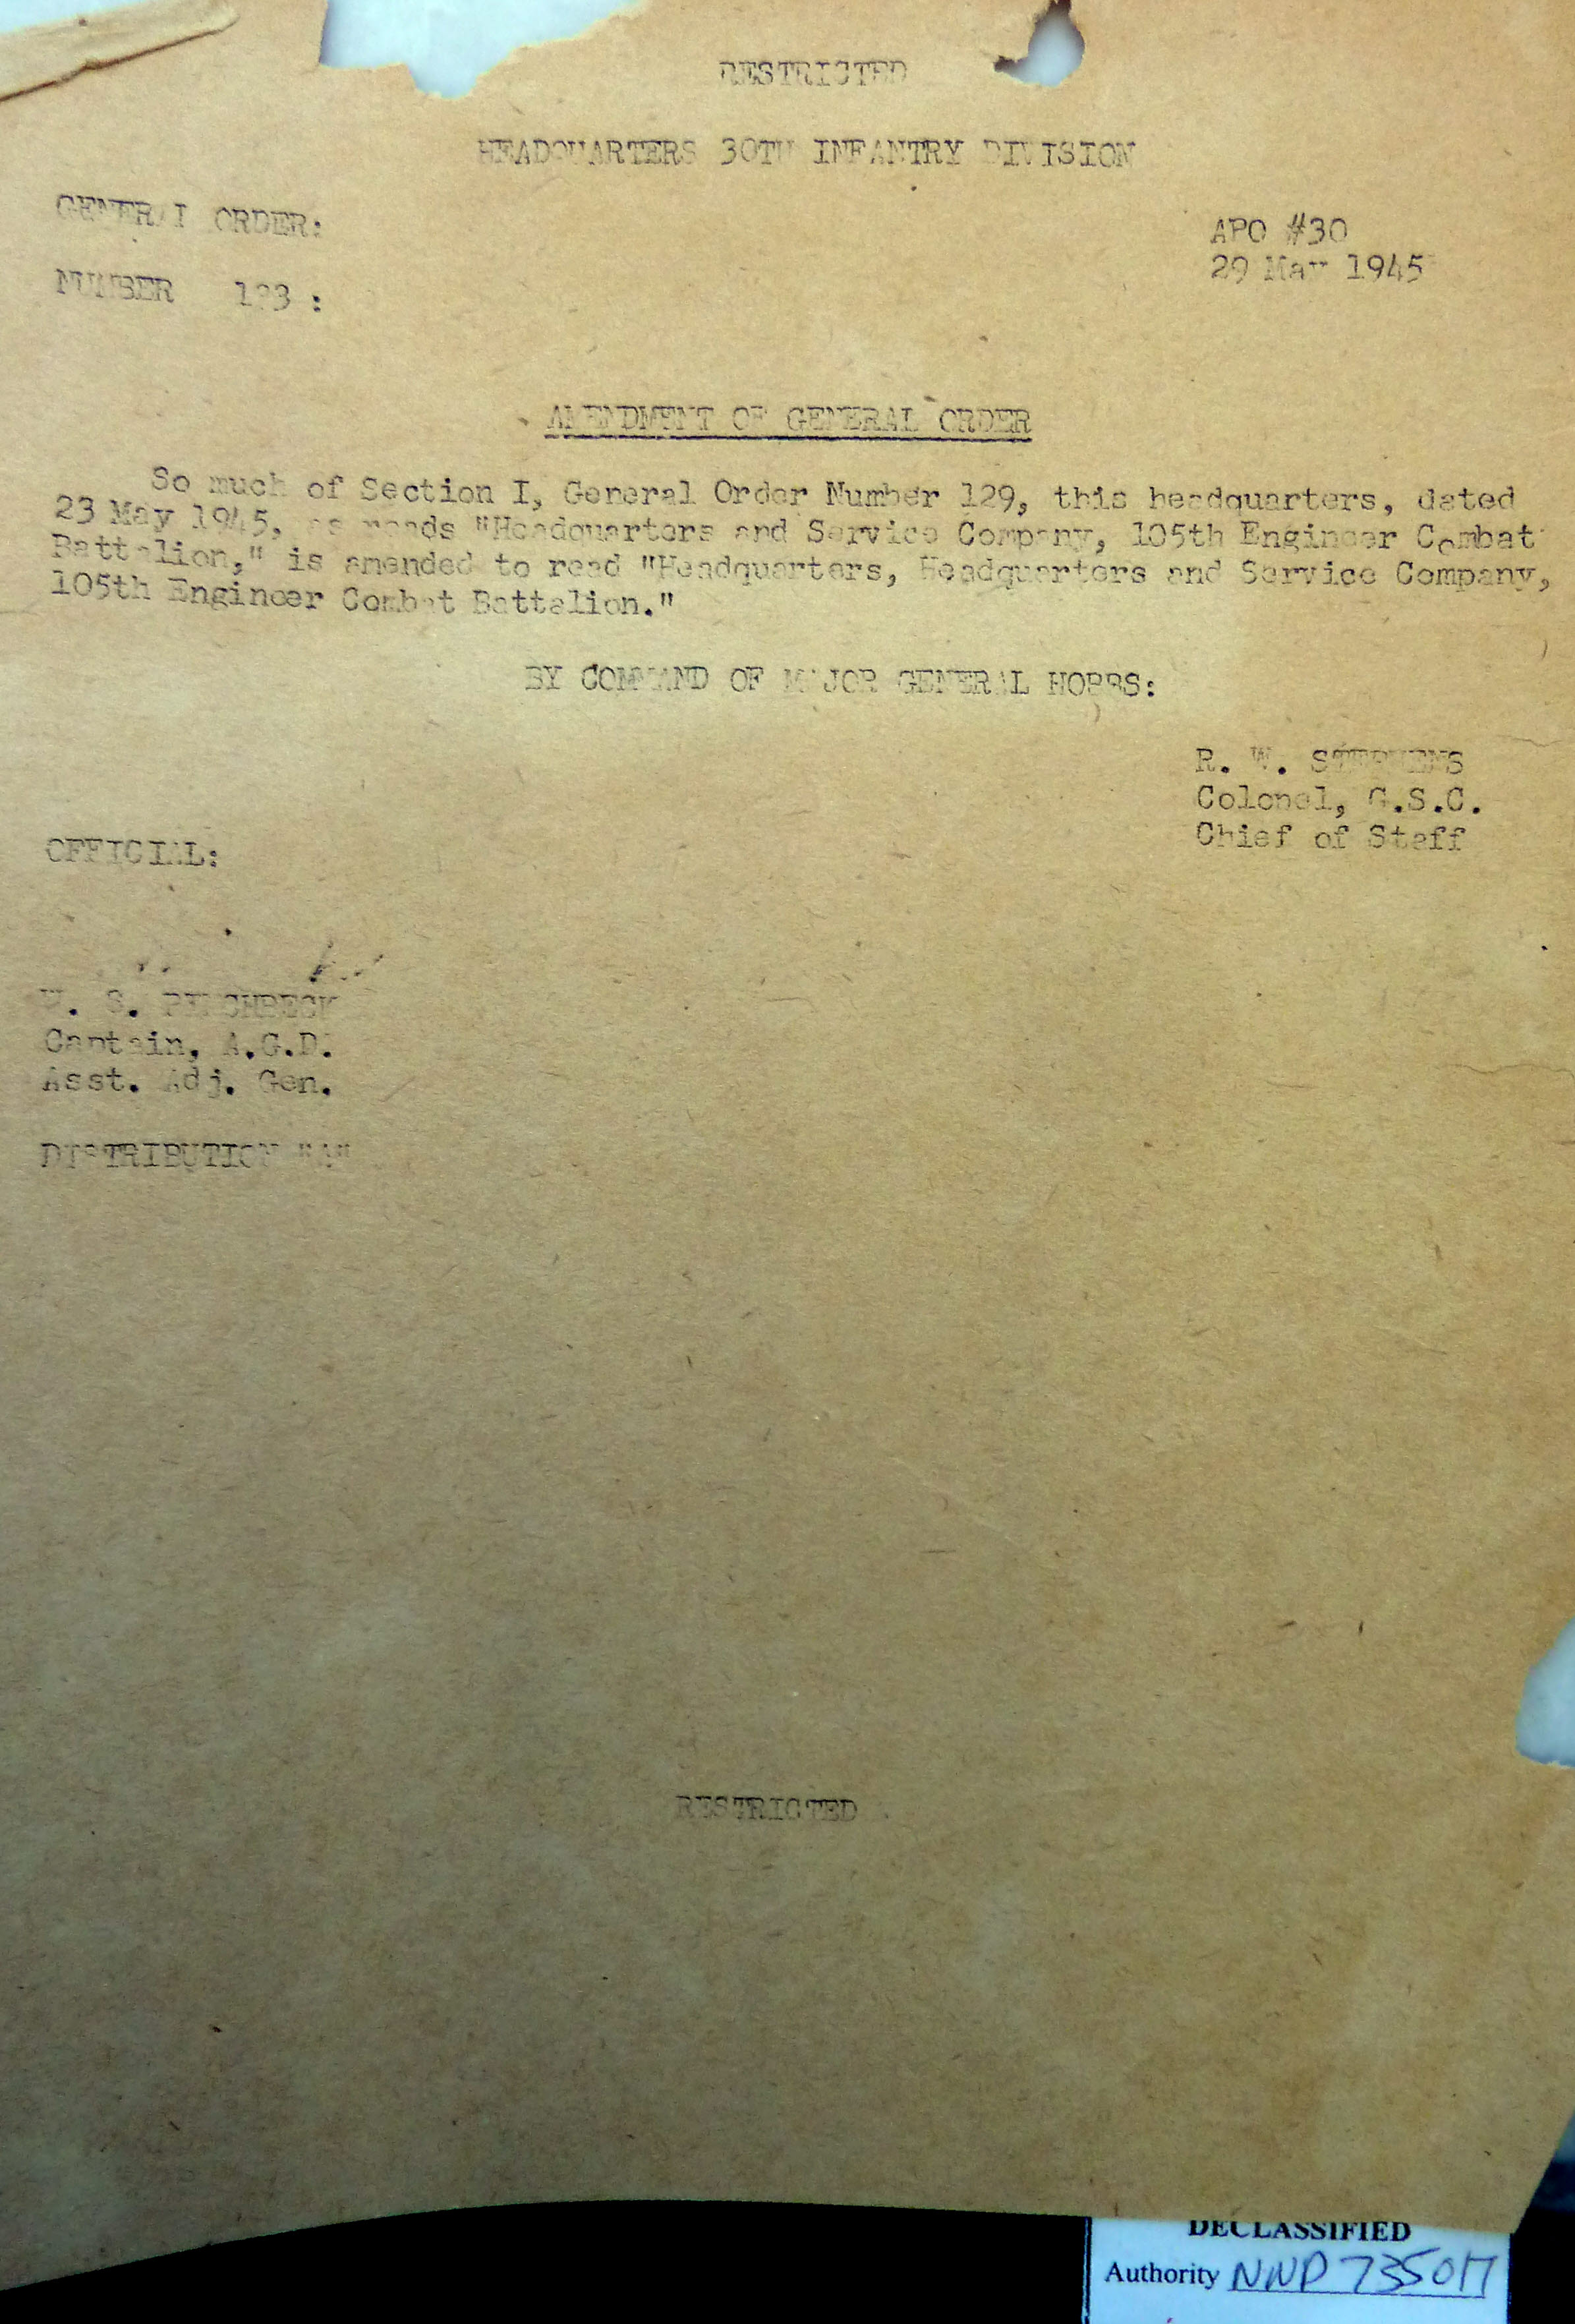 RESTRICTED
HEADQUARTERS 30TH INFANTRY DIVISION
GENERAL ORDER:
APO #30
29 May 1945
NUMBER :
AMENDMENT OF GENERAL ORDER
So much of Section I, General Order Number 129, this headquarters, dated
23 May 1945, as reads "Headquarters and Service Company, 105th Engineer Combat
Battalion," is amended to read "Headquarters, Headquarters and Service Company,
105th Engineer Combat Battalion."
BY COMMAND OF MAJOR GENERAL HOBBS:
R. W. STEPHENS
Colonel, G.S.C.
Chief of Staff
OFFICIAL:
Captain, A.G.D.
Asst. Adj. Gen.
DISTRIBUTION "A"
RESTRICTED
DECLASSIFIED
Authority NND 735017